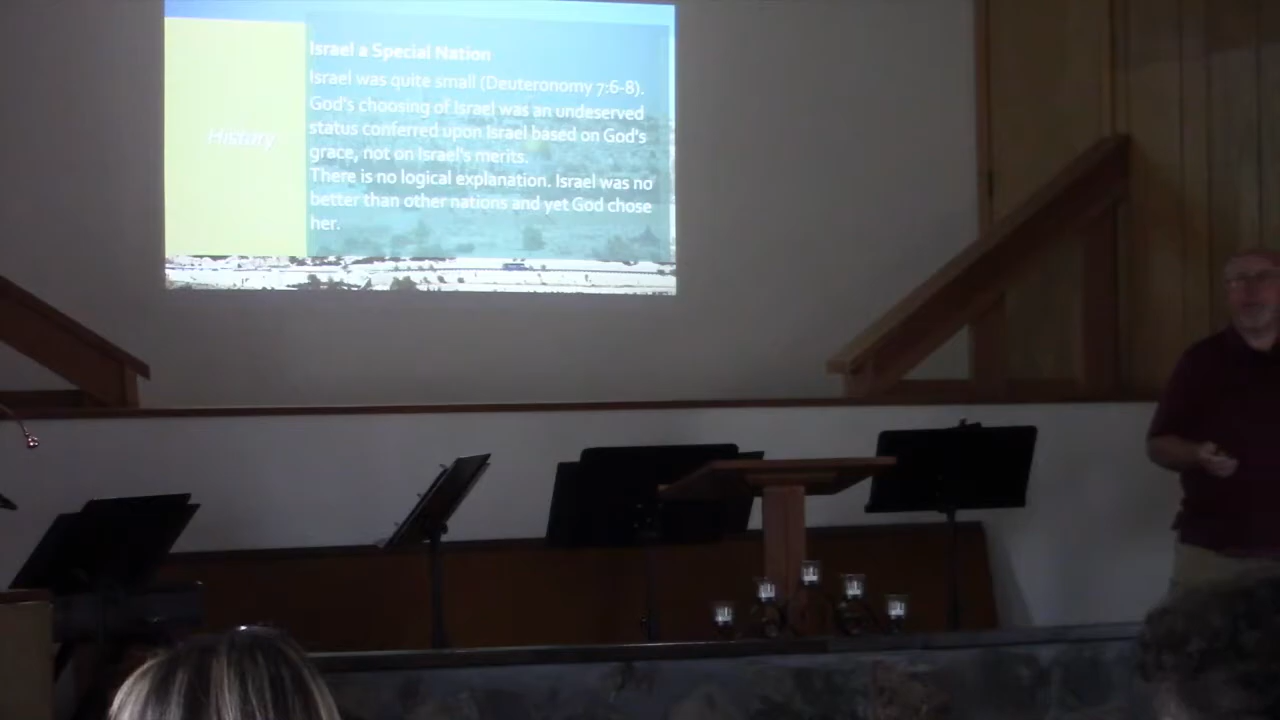 History
Israel a Special Nation
Israel was quite small (Deuteronomy 7:6-8).
God's choosing of Israel was an undeserved
status conferred upon Israel based on God's
grace, not on Israel's merits.
There is no logical explanation. Israel was no
better than other nations and yet God chose
her.